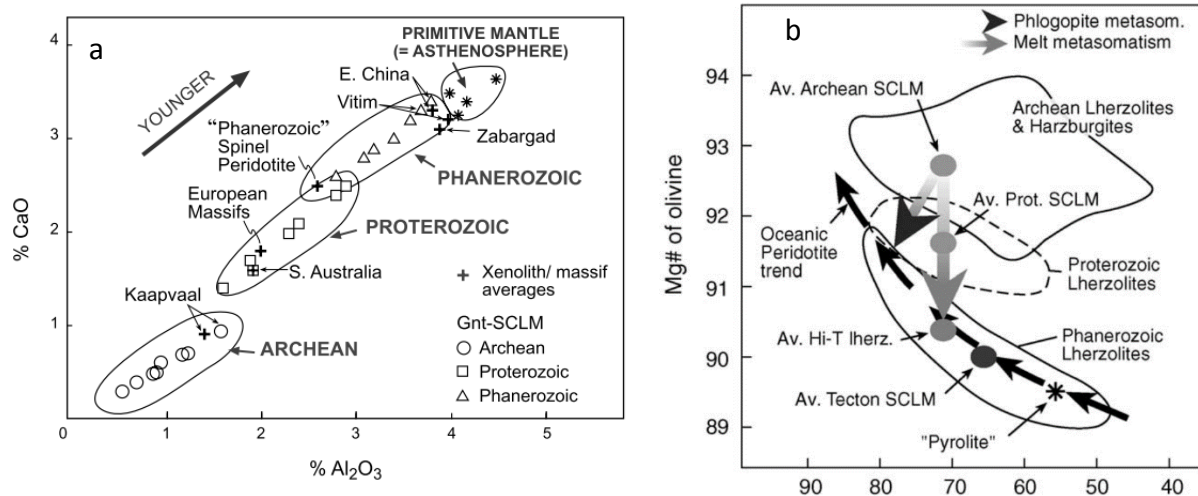 a
% CaO
4
3
2
1
0
1
2
3
4
5
% Al2O3
YOUNGER
PRIMITIVE MANTLE
(= ASTHENOSPHERE)
E. China
Vitim
Zabargad
“Phanerozoic”
Spinel
Peridotite
PHANEROZOIC
European
Massifs
PROTEROZOIC
S. Australia
Kaapvaal
ARCHEAN
Xenolith/ massif
averages
Gnt-SCLM
Archean
Proterozoic
Phanerozoic
b
Phlogopite metasom.
Melt metasomatism
Mg# of olivine
94
93
92
91
90
89
90
80
70
60
50
40
Av. Archean SCLM
Archean Lherzolites
& Harzburgites
Av. Prot. SCLM
Oceanic
Peridotite
trend
Proterozoic
Lherzolites
Av. Hi-T lherz.
Phanerozoic
Lherzolites
Av. Tecton SCLM
"Pyrolite"